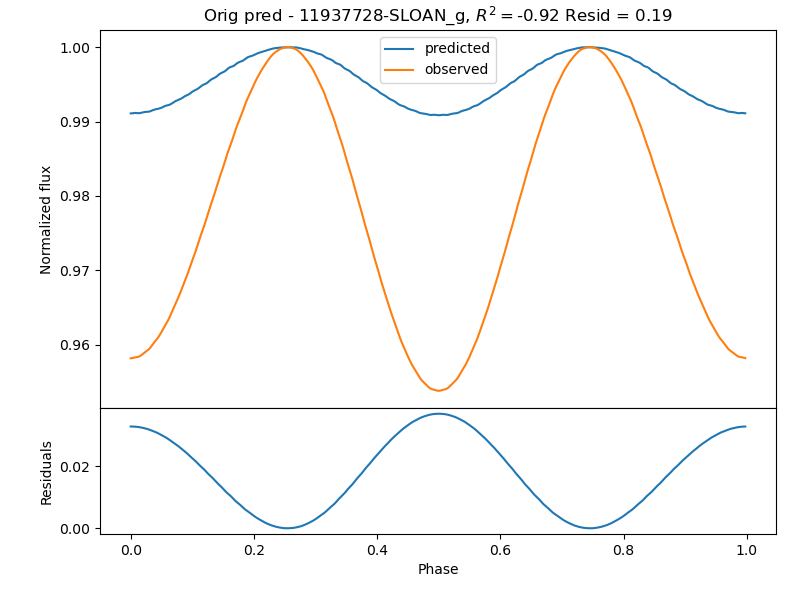 Orig pred - 11937728-SLOAN_g, $R^2 = $-0.92 Resid = 0.19
predicted
observed
Normalized flux
1.00
0.99
0.98
0.97
0.96
Residuals
0.02
0.00
0.0 0.2 0.4 0.6 0.8 1.0
Phase